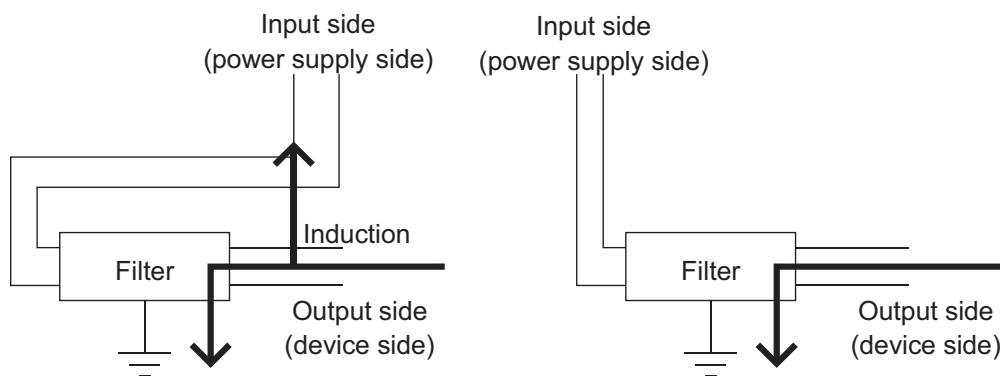 Input side
(power supply side)
Induction
Filter
Output side
(device side)
Input side
(power supply side)
Filter
Output side
(device side)